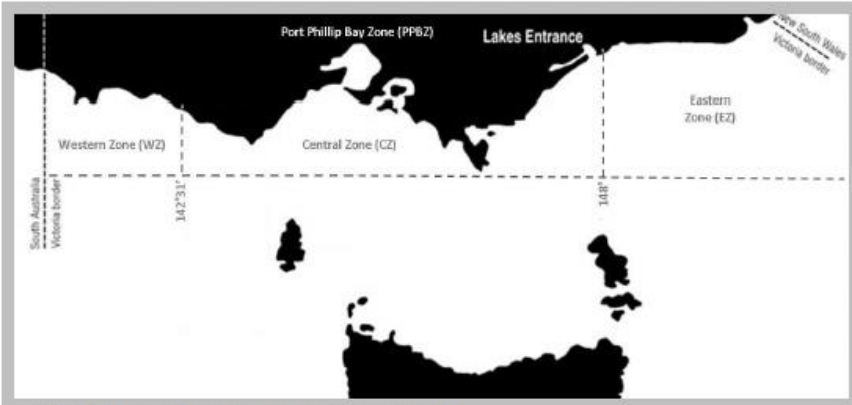 Port Phillip Bay Zone (PPBZ)
Lakes Entrance
New South Wales
Victoria border
Eastern
Zone (EZ)
Western Zone (WZ)
Central Zone (CZ)
South Australia
Victoria border
142°31'
148°